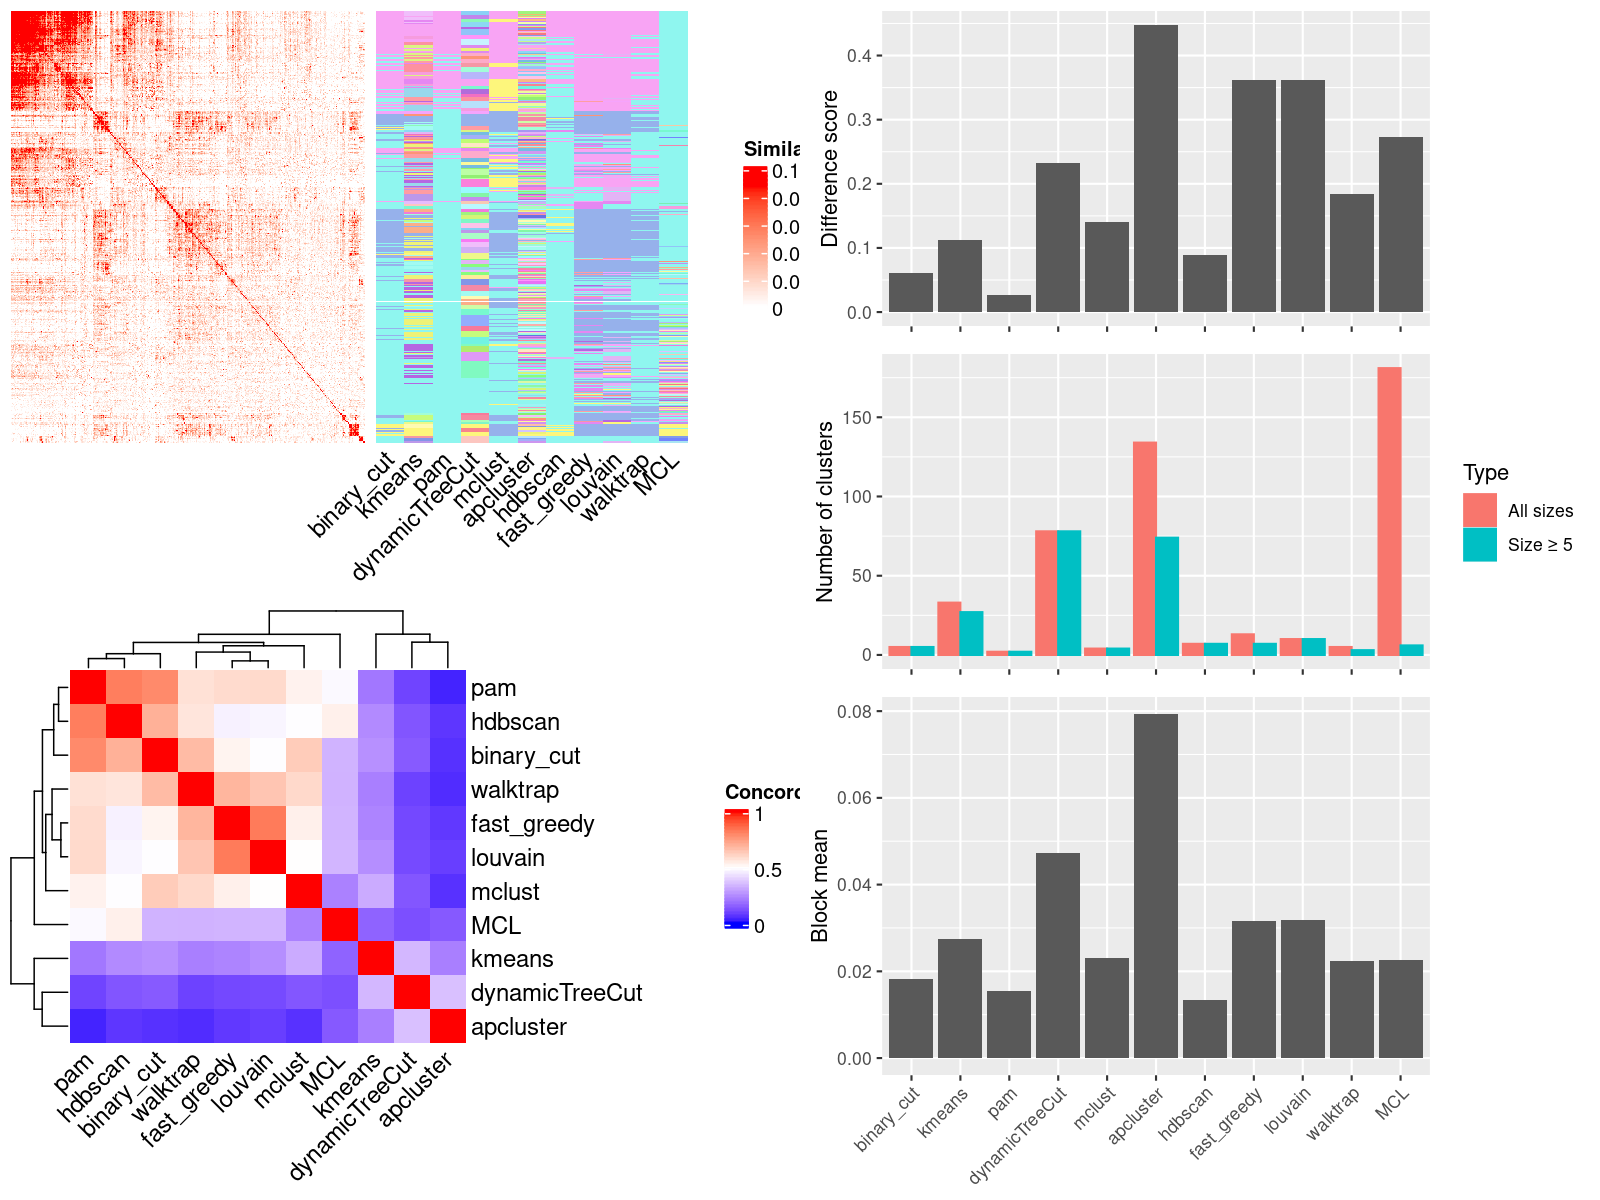 Simila
0.1
0.0
0.0
0.0
0.0
0
binary_cut
kmeans
pam
dynamicTreeCut
mclust
apcluster
hdbscan
fast_greedy
louvain
walktrap
MCL
pam
hdbscan
binary_cut
walktrap
fast_greedy
louvain
mclust
MCL
kmeans
dynamicTreeCut
apcluster
pam
hdbscan
binary_cut
walktrap
fast_greedy
louvain
mclust
MCL
kmeans
dynamicTreeCut
apcluster
Concord
1
0.5
0
Difference score
0.4
0.3
0.2
0.1
0.0
Number of clusters
150
100
50
0
Type
All sizes
Size ≥ 5
Block mean
0.08
0.06
0.04
0.02
0.00
binary_cut
kmeans
pam
dynamicTreeCut
mclust
apcluster
hdbscan
fast_greedy
louvain
walktrap
MCL